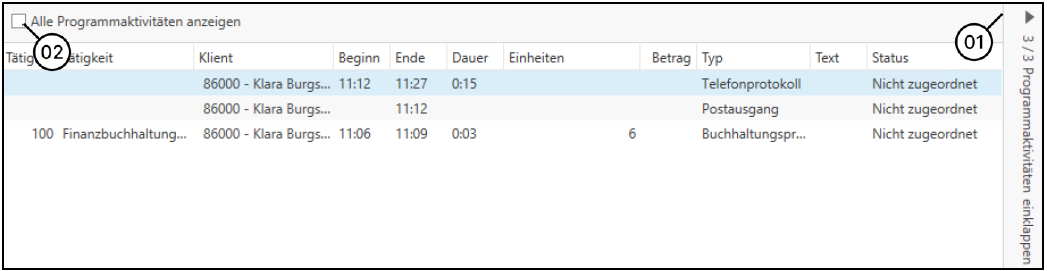 Alle Programmaktivitäten anzeigen
01
02
Tätig ätigkeit Klient Beginn Ende Dauer Einheiten Betrag Typ Text Status
86000 - Klara Burgs... 11:12 11:27 0:15 Telefonprotokoll Nicht zugeordnet
86000 - Klara Burgs... 11:12 Postausgang Nicht zugeordnet
100 Finanzbuchhaltung... 86000 - Klara Burgs... 11:06 11:09 0:03 6 Buchhaltungspr... Nicht zugeordnet
3 / 3 Programmaktivitäten einklappen